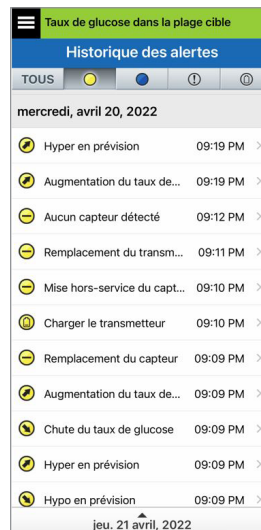 Taux de glucose dans la plage cible
Historique des alertes
TOUS
mercredi, avril 20, 2022
Hyper en prévision 09:19 PM
Augmentation du taux de... 09:19 PM
Aucun capteur détecté 09:12 PM
Remplacement du transm... 09:11 PM
Mise hors-service du capt... 09:10 PM
Charger le transmetteur 09:10 PM
Remplacement du capteur 09:09 PM
Augmentation du taux de... 09:09 PM
Chute du taux de glucose 09:09 PM
Hyper en prévision 09:09 PM
Hypo en prévision 09:09 PM
jeu. 21 avril, 2022